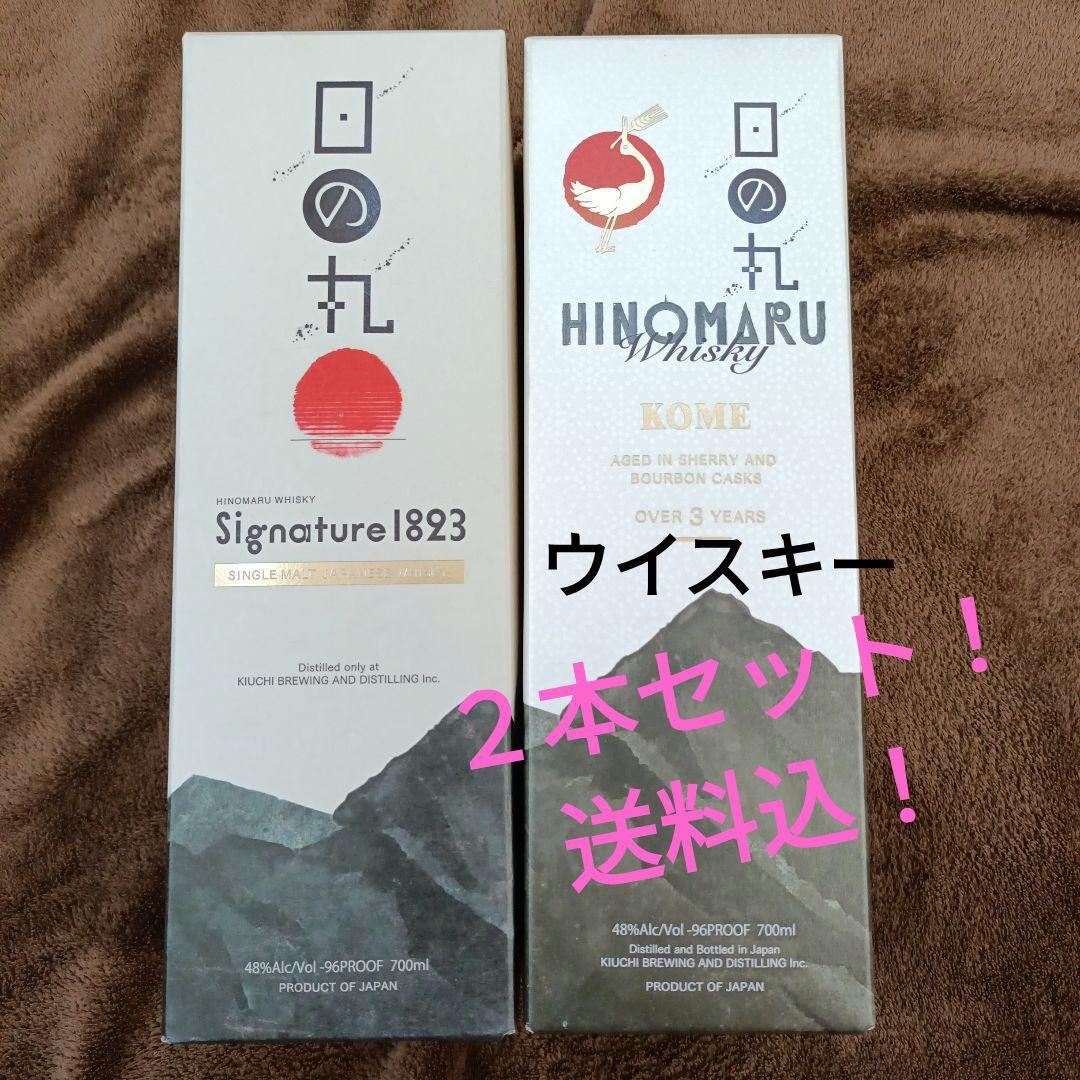 日の丸
HINOMARU WHISKY
Signature1823
SINGLE MALT JAPANESE WHISKY
Distilled only at
KIUCHI BREWING AND DISTILLING Inc.
48%Alc/Vol -96PROOF 700ml
PRODUCT OF JAPAN
日の丸
HINOMARU
Whisky
KOME
AGED IN SHERRY AND
BOURBON CASKS
OVER 3 YEARS
ウイスキー
2本セット！
送料込！
48%Alc/Vol -96PROOF 700ml
Distilled and Bottled in Japan
KIUCHI BREWING AND DISTILLING Inc.
PRODUCT OF JAPAN